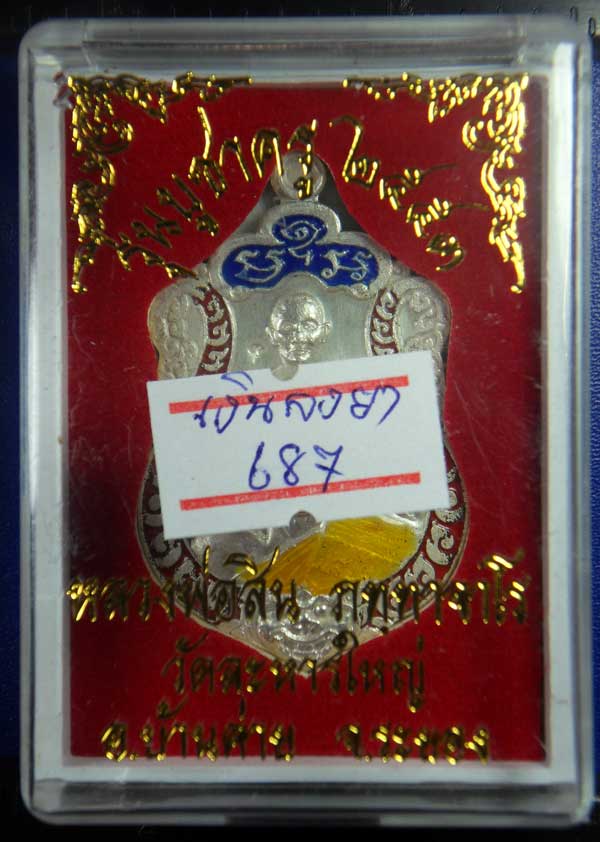 รุ่นบูชาครู ๒๕๕๓
เงินลงยา
687
หลวงพ่อสิน ภทฺทาจาโร
วัดละหารใหญ่
อ.บ้านค่าย จ.ระยอง